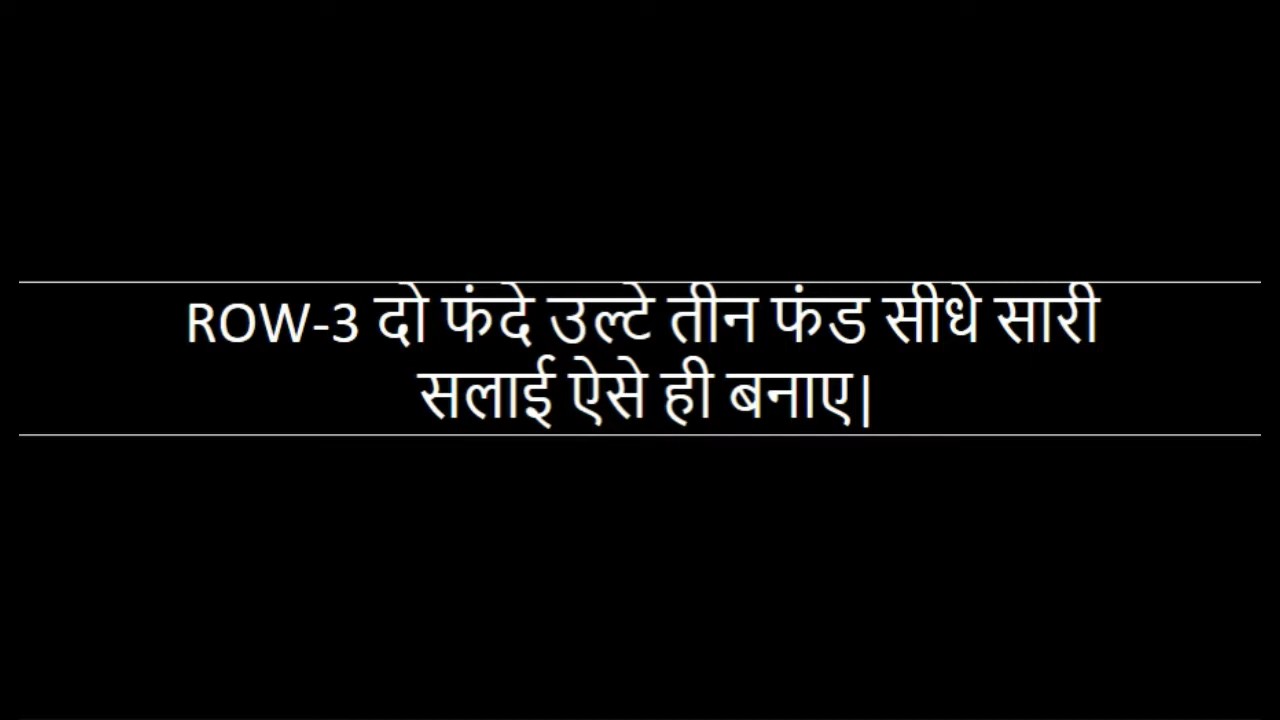 ROW-3 दो फंदे उल्टे तीन फंड सीधे सारी
सलाई ऐसे ही बनाए।